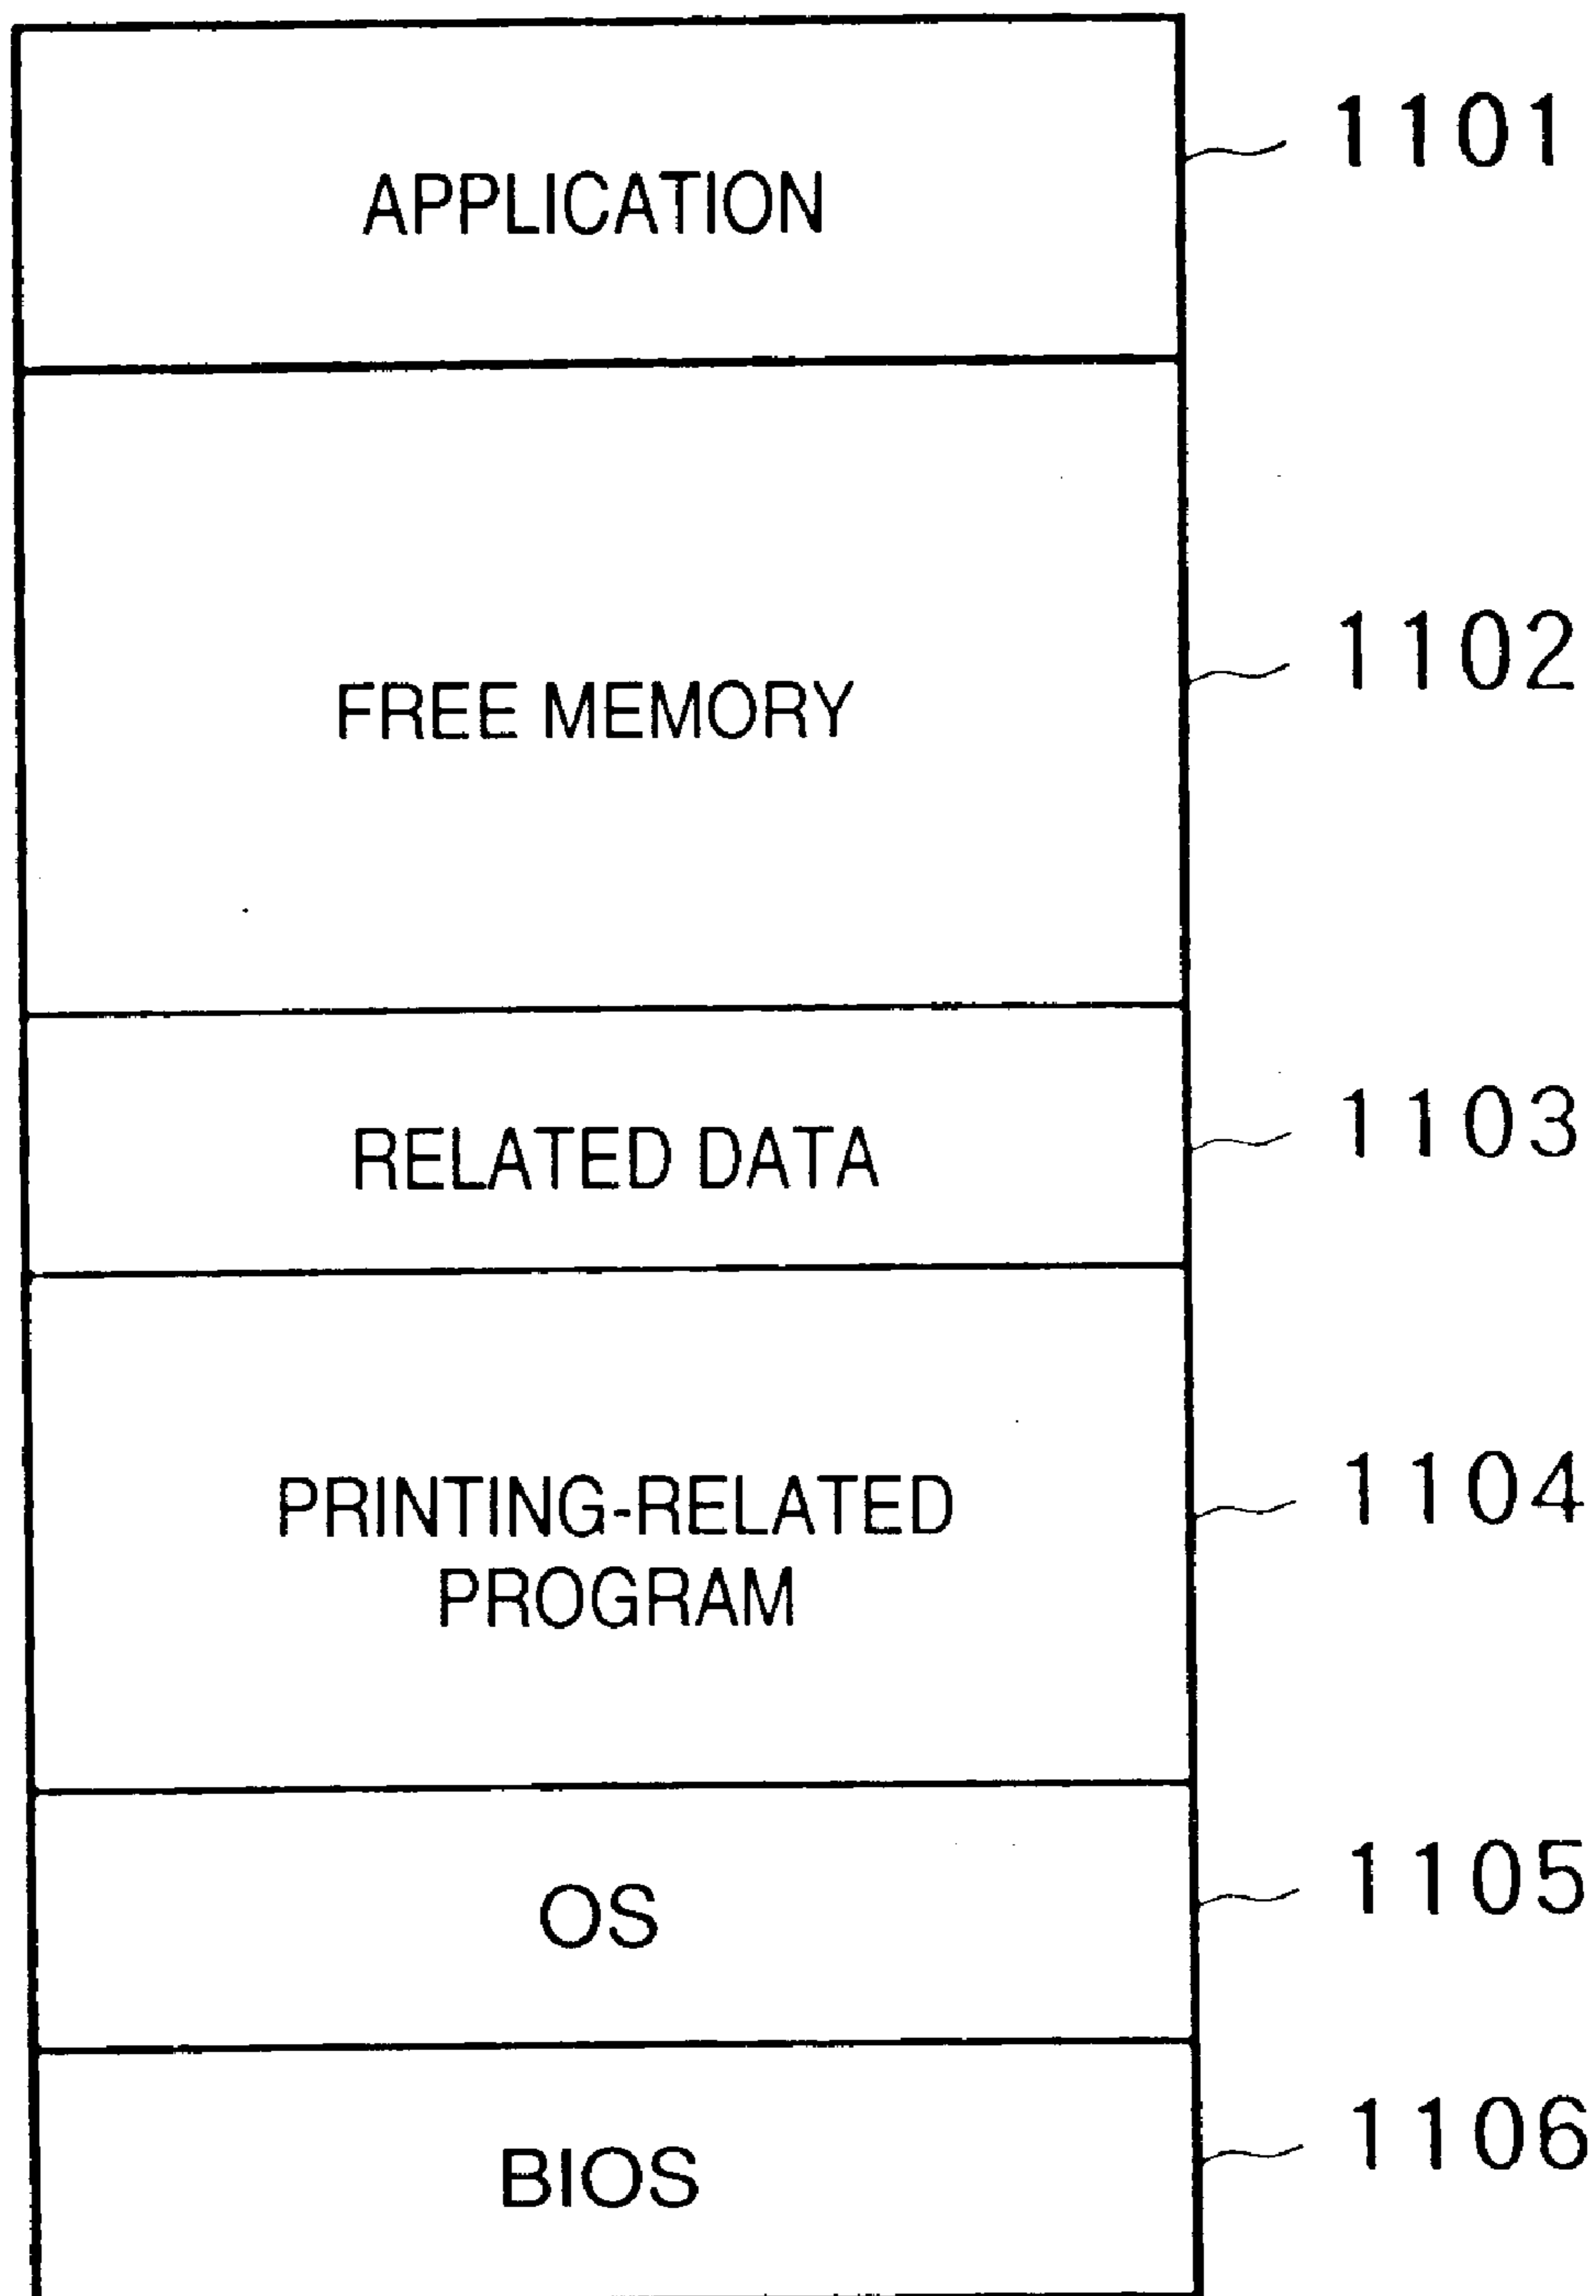 1101
APPLICATION
1102
FREE MEMORY
1103
RELATED DATA
1104
PRINTING-RELATED
PROGRAM
1105
OS
1106
BIOS